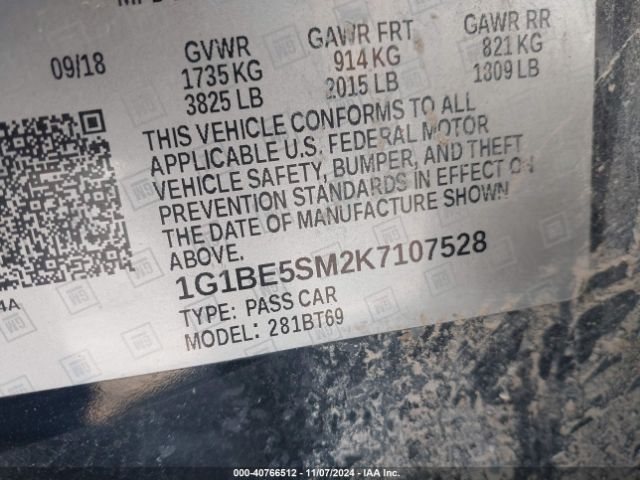 09/18
GVWR
1735 KG
3825 LB
GAWR FRT
914 KG
2015 LB
GAWR RR
821 KG
1809 LB
THIS VEHICLE CONFORMS TO ALL
APPLICABLE U.S. FEDERAL MOTOR
VEHICLE SAFETY, BUMPER, AND THEFT
PREVENTION STANDARDS IN EFFECT ON
THE DATE OF MANUFACTURE SHOWN
ABOVE.
1G1BE5SM2K7107528
TYPE: PASS CAR
MODEL: 281BT69
4A
000-40766512 - 11/07/2024 - IAA Inc.